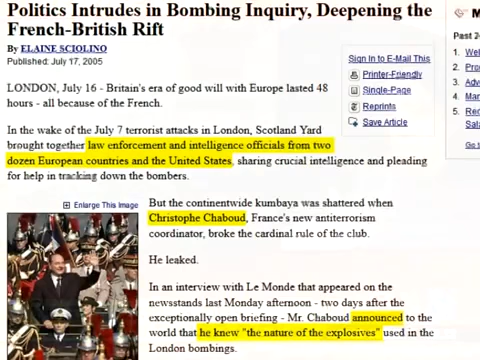 Politics Intrudes in Bombing Inquiry, Deepening the
French-British Rift
By ELAINE SCIOLINO
Published: July 17, 2005
LONDON, July 16 - Britain's era of good will with Europe lasted 48
hours - all because of the French.
In the wake of the July 7 terrorist attacks in London, Scotland Yard
brought together law enforcement and intelligence officials from two
dozen European countries and the United States, sharing crucial intelligence and pleading
for help in tracking down the bombers.
Enlarge This Image
But the continentwide kumbaya was shattered when
Christophe Chaboud, France's new antiterrorism
coordinator, broke the cardinal rule of the club.
He leaked.
In an interview with Le Monde that appeared on the
newsstands last Monday afternoon - two days after the
exceptionally open briefing - Mr. Chaboud announced to the
world that he knew "the nature of the explosives" used in the
London bombings.
Sign In to E-Mail This
Printer-Friendly
Single-Page
Reprints
Save Article
M
Past 2
1. We
2. Pro
3. Adv
4. Ma
5. Rec
Sala
Go to